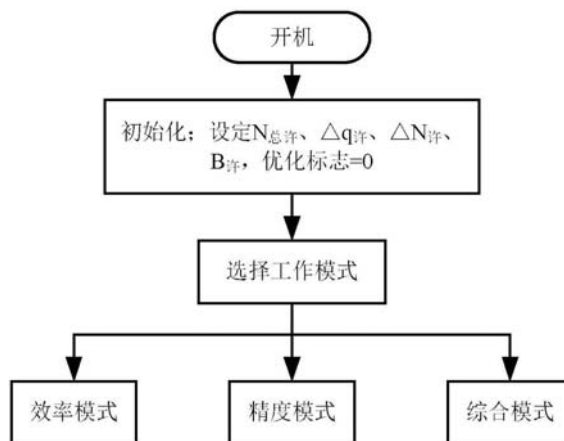 开机
初始化；设定N总许、△q许、△N许、
B许，优化标志=0
选择工作模式
效率模式
精度模式
综合模式